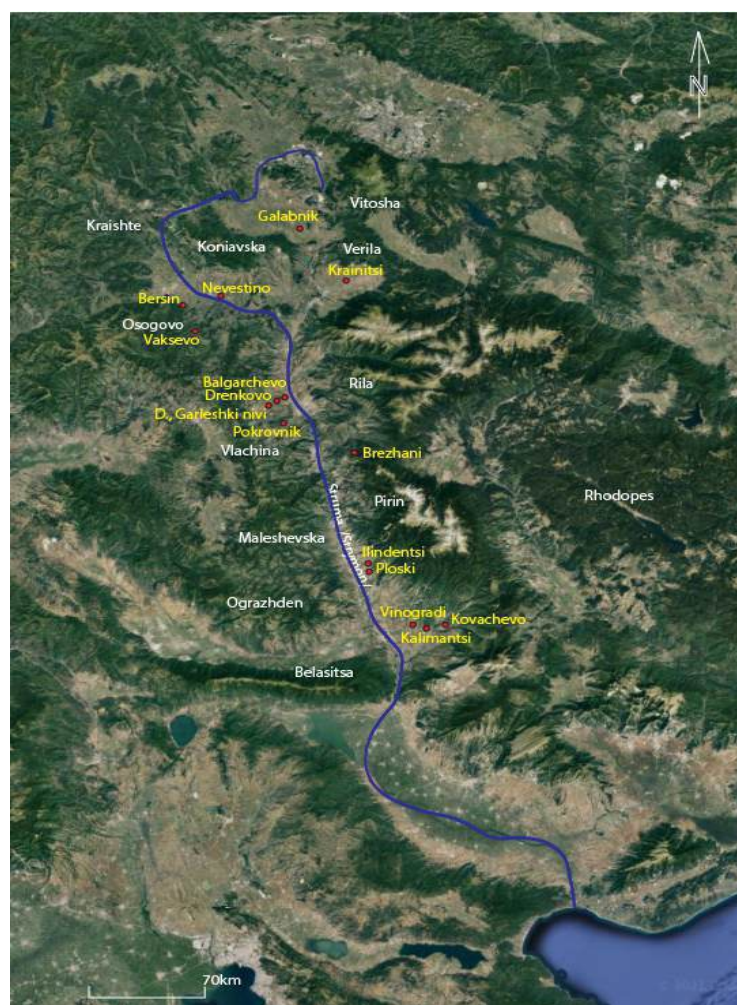 N
Vitosha
Kraishte
Galabnik
Koniavska
Verila
Krainitsi
Nevestino
Bersin
Osogovo
Vaksevo
Balgarchevo
Rila
Drenkovo
D., Garleshki nivi
Pokrovnik
Vlachina
Brezhani
Rhodopes
Struma /Strymon/
Pirin
Maleshevska
Ilindentsi
Ploski
Ograzhden
Vinogradi
Kovachevo
Kalimantsi
Belasitsa
70km